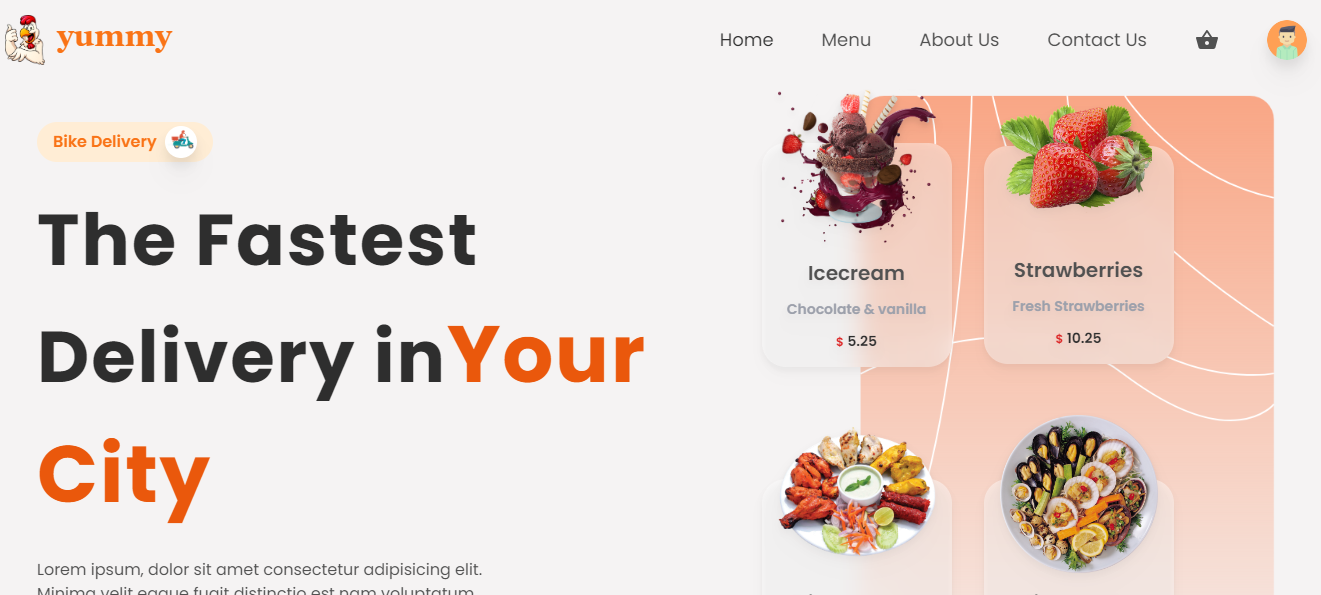 yummy
Home
Menu
About Us
Contact Us
Bike Delivery
The Fastest
Delivery inYour
City
Lorem ipsum, dolor sit amet consectetur adipisicing elit.
Minima velit eaque fugit distinctio est nam voluptatum
Icecream
Chocolate & vanilla
$ 5.25
Strawberries
Fresh Strawberries
$ 10.25